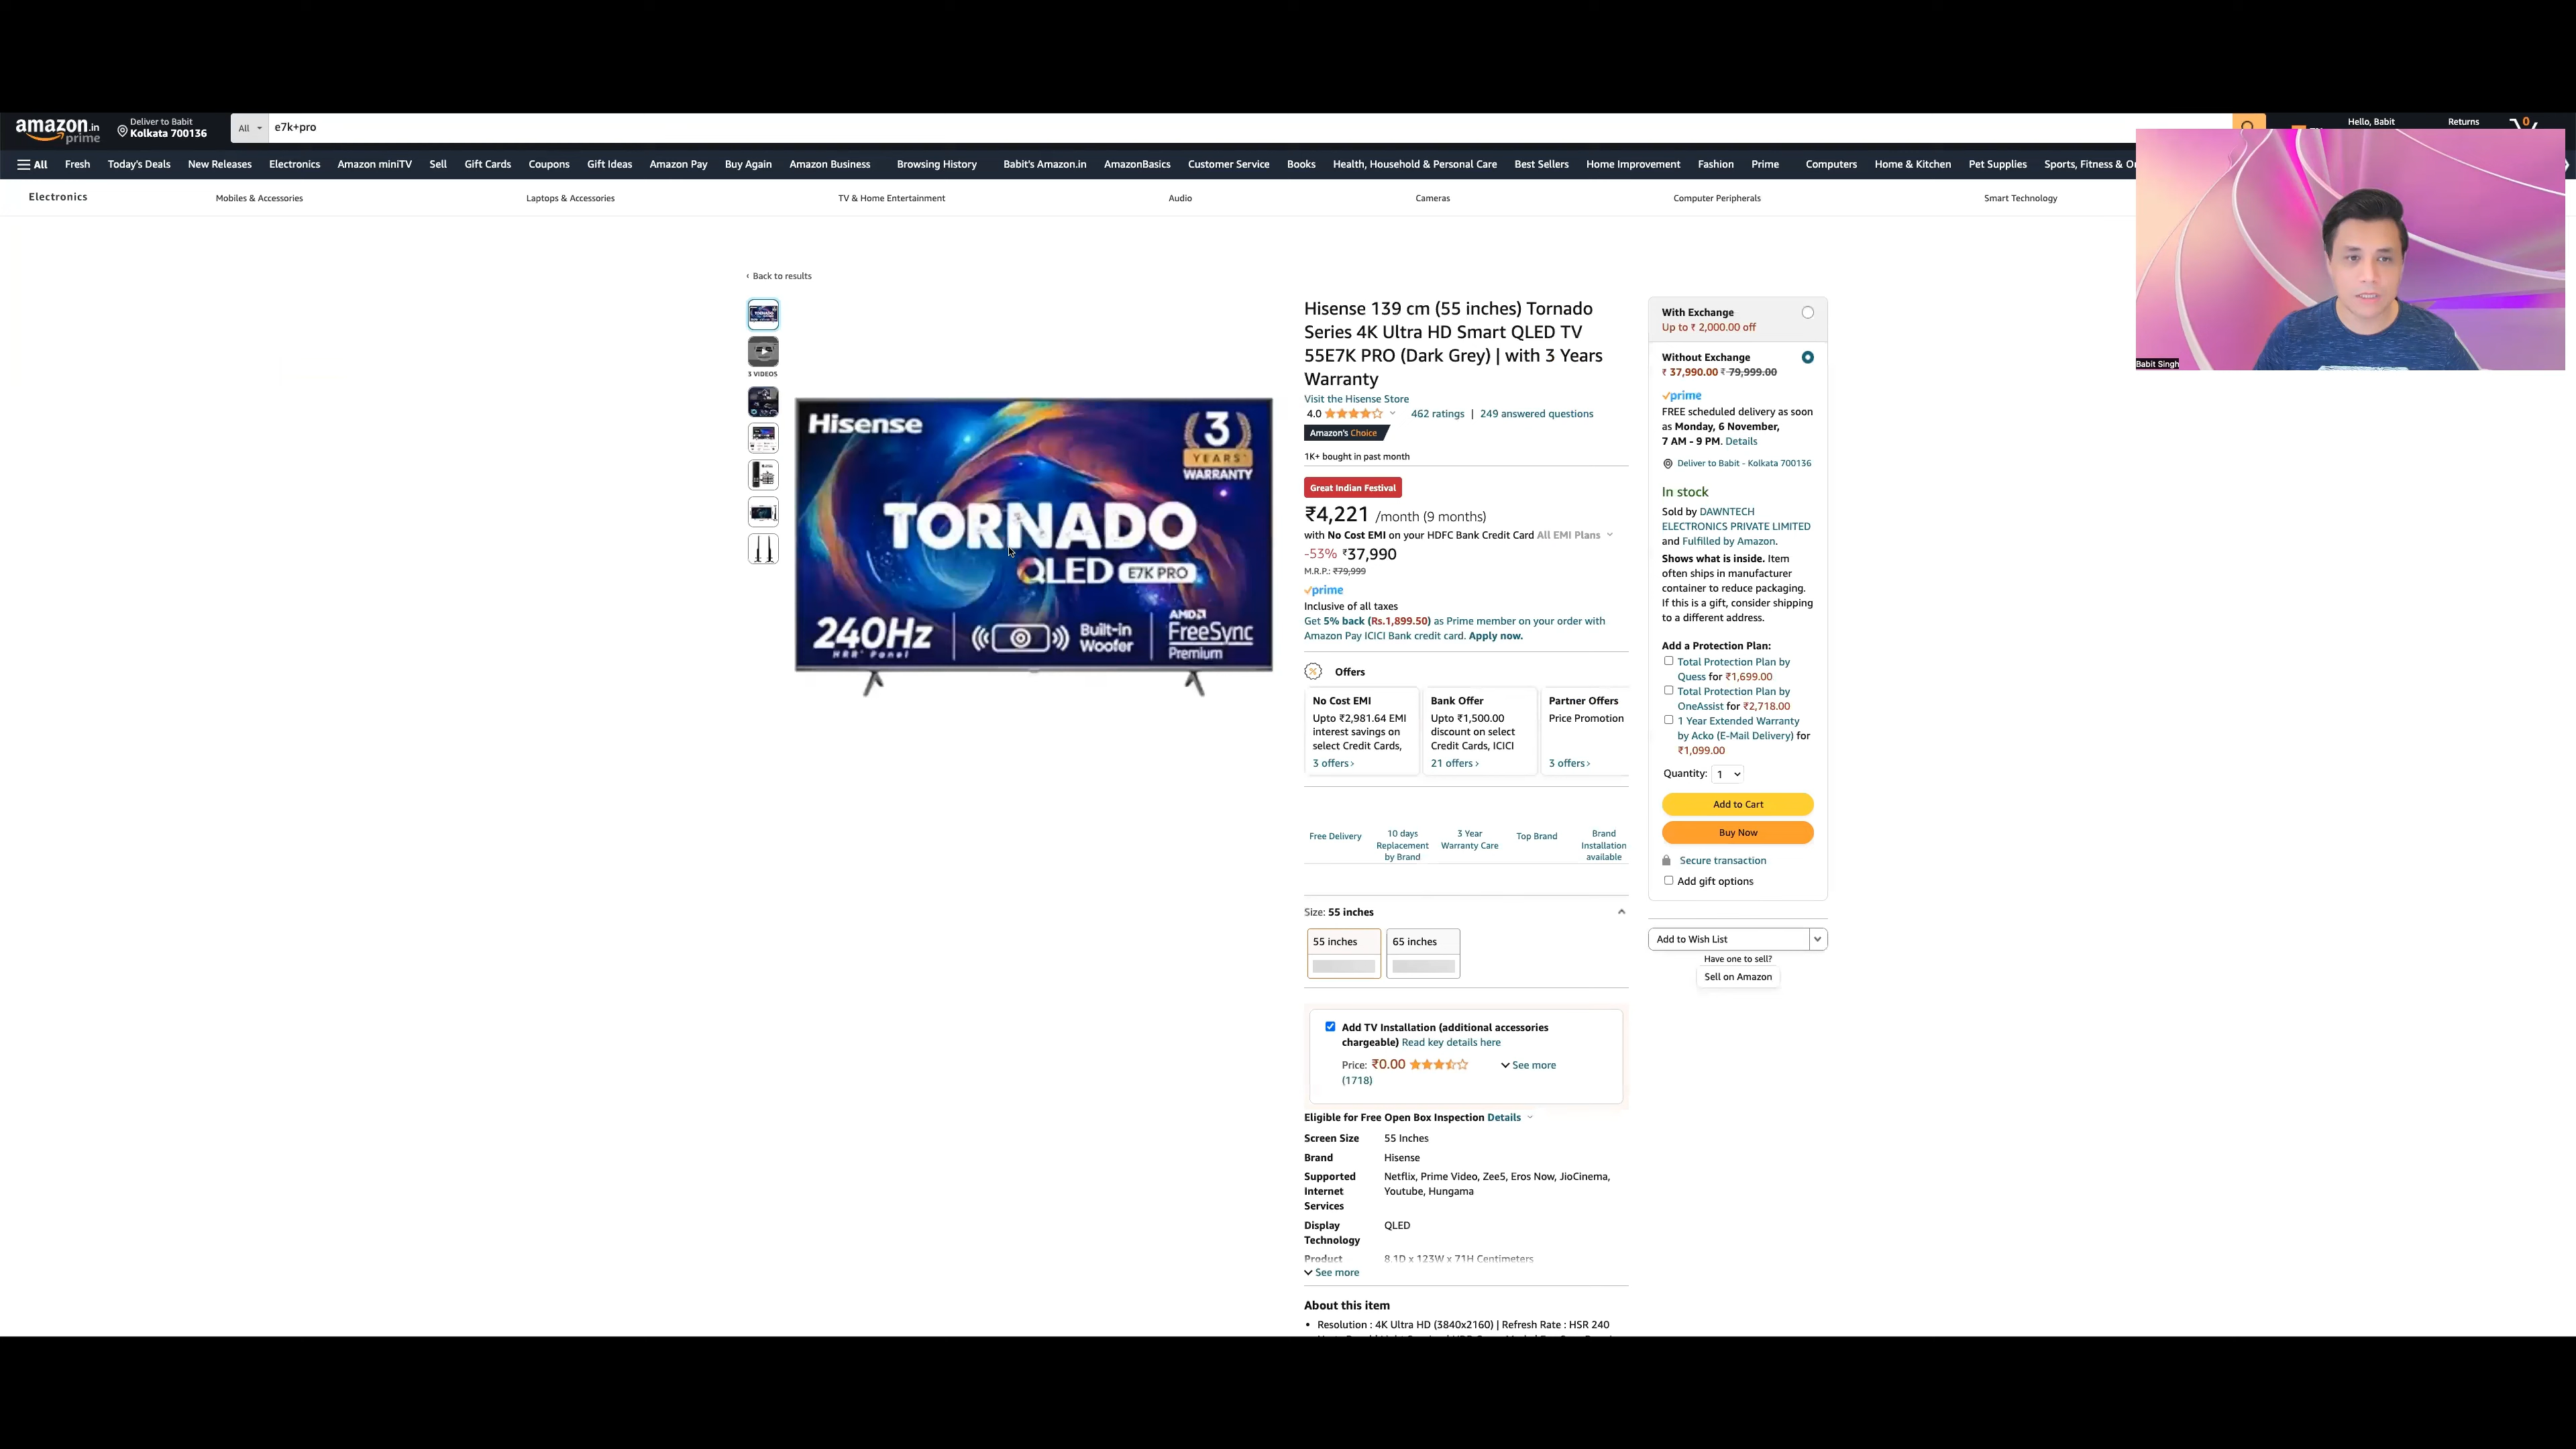 amazon.in
prime
Deliver to Babit
Kolkata 700136
All
e7k+pro
Hello, Babit
Returns
0
All Fresh Today's Deals New Releases Electronics Amazon miniTV Sell Gift Cards Coupons Gift Ideas Amazon Pay Buy Again Amazon Business Browsing History Babit's Amazon.in AmazonBasics Customer Service Books Health, Household & Personal Care Best Sellers Home Improvement Fashion Prime Computers Home & Kitchen Pet Supplies Sports, Fitness &
Electronics Mobiles & Accessories Laptops & Accessories TV & Home Entertainment Audio Cameras Computer Peripherals Smart Technology
Babit Singh
‹ Back to results
3 VIDEOS
Hisense
3
YEARS
WARRANTY
TORNADO
QLED E7K PRO
240Hz
HRR Panel
Built-in
Woofer
AMD
FreeSync
Premium
Hisense 139 cm (55 inches) Tornado
Series 4K Ultra HD Smart QLED TV
55E7K PRO (Dark Grey) | with 3 Years
Warranty
Visit the Hisense Store
4.0 462 ratings | 249 answered questions
Amazon's Choice
1K+ bought in past month
Great Indian Festival
₹4,221 /month (9 months)
with No Cost EMI on your HDFC Bank Credit Card All EMI Plans
-53% ₹37,990
M.R.P.: ₹79,999
prime
Inclusive of all taxes
Get 5% back (Rs.1,899.50) as Prime member on your order with
Amazon Pay ICICI Bank credit card. Apply now.
Offers
No Cost EMI
Upto ₹2,981.64 EMI
interest savings on
select Credit Cards,
3 offers›
Bank Offer
Upto ₹1,500.00
discount on select
Credit Cards, ICICI
21 offers›
Partner Offers
Price Promotion
3 offers›
Free Delivery
10 days
Replacement
by Brand
3 Year
Warranty Care
Top Brand
Brand
Installation
available
Size: 55 inches
55 inches
65 inches
Add TV Installation (additional accessories
chargeable) Read key details here
Price: ₹0.00 See more
(1718)
Eligible for Free Open Box Inspection Details
Screen Size 55 Inches
Brand Hisense
Supported Netflix, Prime Video, Zee5, Eros Now, JioCinema,
Internet Youtube, Hungama
Services
Display QLED
Technology
Product 8.1D x 123W x 71H Centimeters
See more
About this item
• Resolution : 4K Ultra HD (3840x2160) | Refresh Rate : HSR 240
With Exchange
Up to ₹ 2,000.00 off
Without Exchange
₹ 37,990.00 ₹ 79,999.00
prime
FREE scheduled delivery as soon
as Monday, 6 November,
7 AM - 9 PM. Details
Deliver to Babit - Kolkata 700136
In stock
Sold by DAWNTECH
ELECTRONICS PRIVATE LIMITED
and Fulfilled by Amazon.
Shows what is inside. Item
often ships in manufacturer
container to reduce packaging.
If this is a gift, consider shipping
to a different address.
Add a Protection Plan:
Total Protection Plan by
Quess for ₹1,699.00
Total Protection Plan by
OneAssist for ₹2,718.00
1 Year Extended Warranty
by Acko (E-Mail Delivery) for
₹1,099.00
Quantity: 1
Add to Cart
Buy Now
Secure transaction
Add gift options
Add to Wish List
Have one to sell?
Sell on Amazon